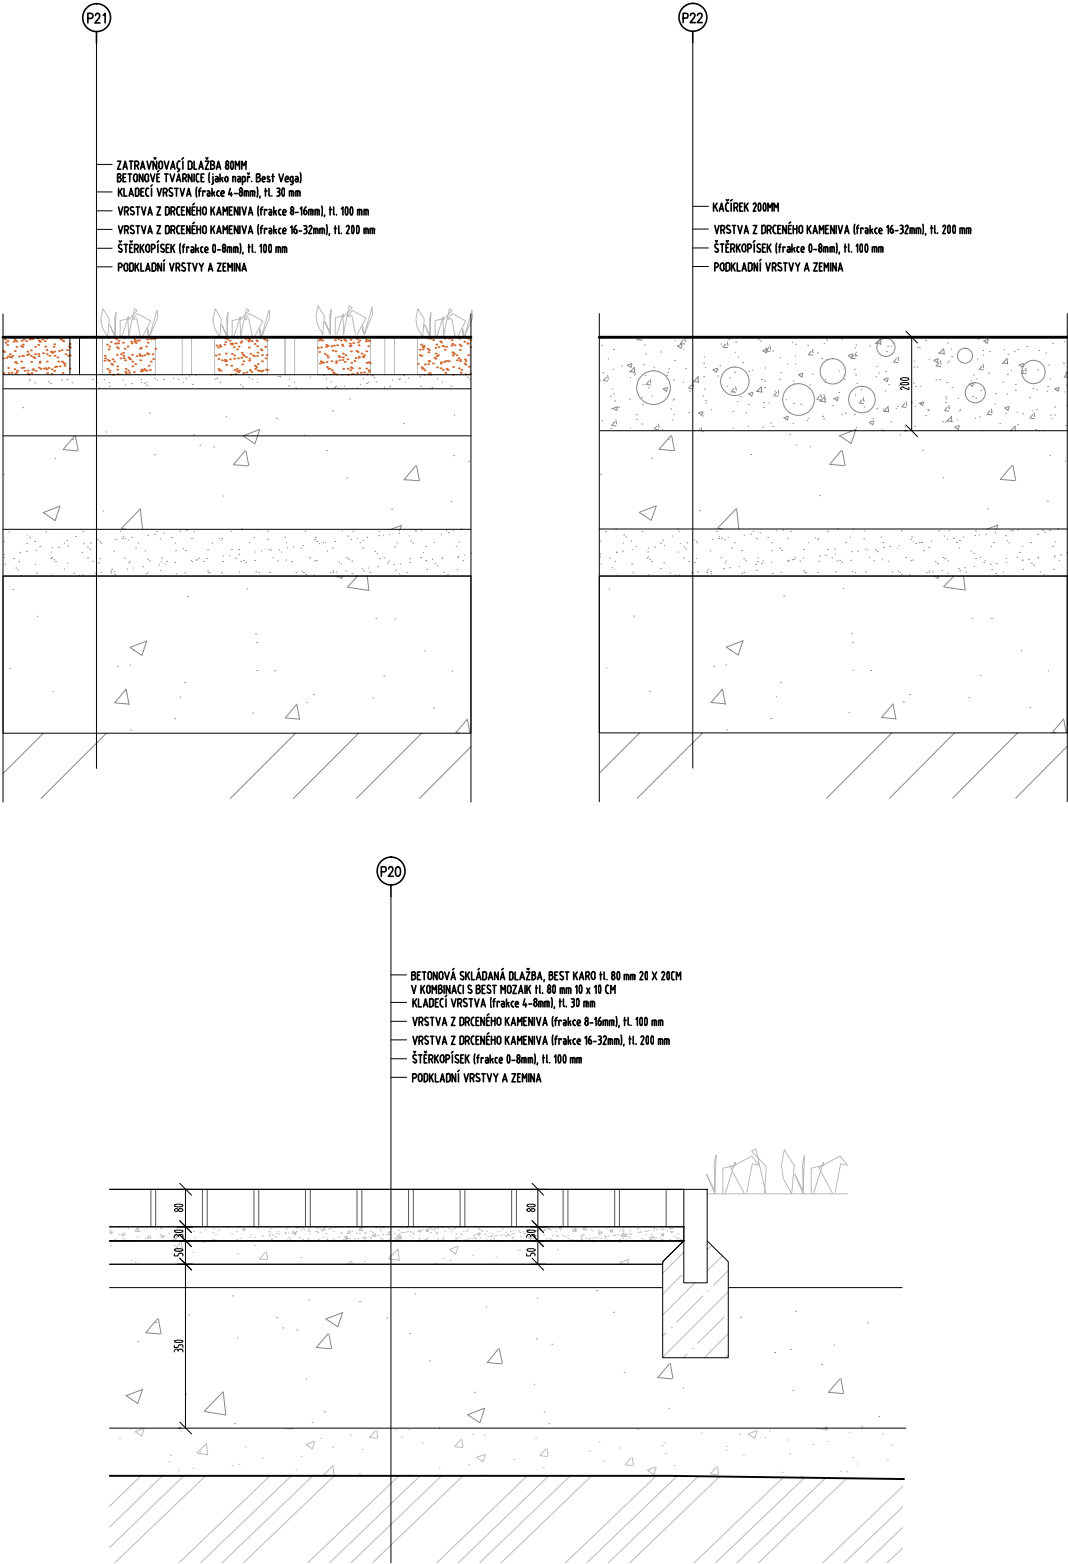 P21
ZATRAVŇOVACÍ DLAŽBA 80MM
BETONOVÉ TVÁRNICE (jako např. Best Vega)
KLADECÍ VRSTVA (frakce 4-8mm), tl. 30 mm
VRSTVA Z DRCENÉHO KAMENIVA (frakce 8-16mm), tl. 100 mm
VRSTVA Z DRCENÉHO KAMENIVA (frakce 16-32mm), tl. 200 mm
ŠTĚRKOPÍSEK (frakce 0-8mm), tl. 100 mm
PODKLADNÍ VRSTVY A ZEMINA
P22
KAČÍREK 200MM
VRSTVA Z DRCENÉHO KAMENIVA (frakce 16-32mm), tl. 200 mm
ŠTĚRKOPÍSEK (frakce 0-8mm), tl. 100 mm
PODKLADNÍ VRSTVY A ZEMINA
200
P20
BETONOVÁ SKLÁDANÁ DLAŽBA, BEST KARO tl. 80 mm 20 X 20CM
V KOMBINACI S BEST MOZAIK tl. 80 mm 10 x 10 CM
KLADECÍ VRSTVA (frakce 4-8mm), tl. 30 mm
VRSTVA Z DRCENÉHO KAMENIVA (frakce 8-16mm), tl. 100 mm
VRSTVA Z DRCENÉHO KAMENIVA (frakce 16-32mm), tl. 200 mm
ŠTĚRKOPÍSEK (frakce 0-8mm), tl. 100 mm
PODKLADNÍ VRSTVY A ZEMINA
80
30
50
350
80
30
50